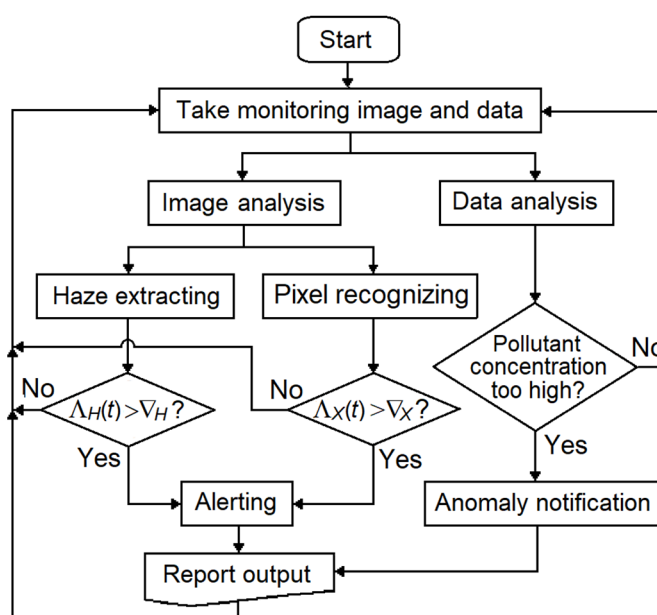 Start
Take monitoring image and data
Image analysis
Data analysis
Haze extracting
Pixel recognizing
Pollutant
concentration
too high?
No
No
ΛH(t)>∇H?
No
ΛX(t)>∇X?
Yes
Yes
Yes
Alerting
Anomaly notification
Report output